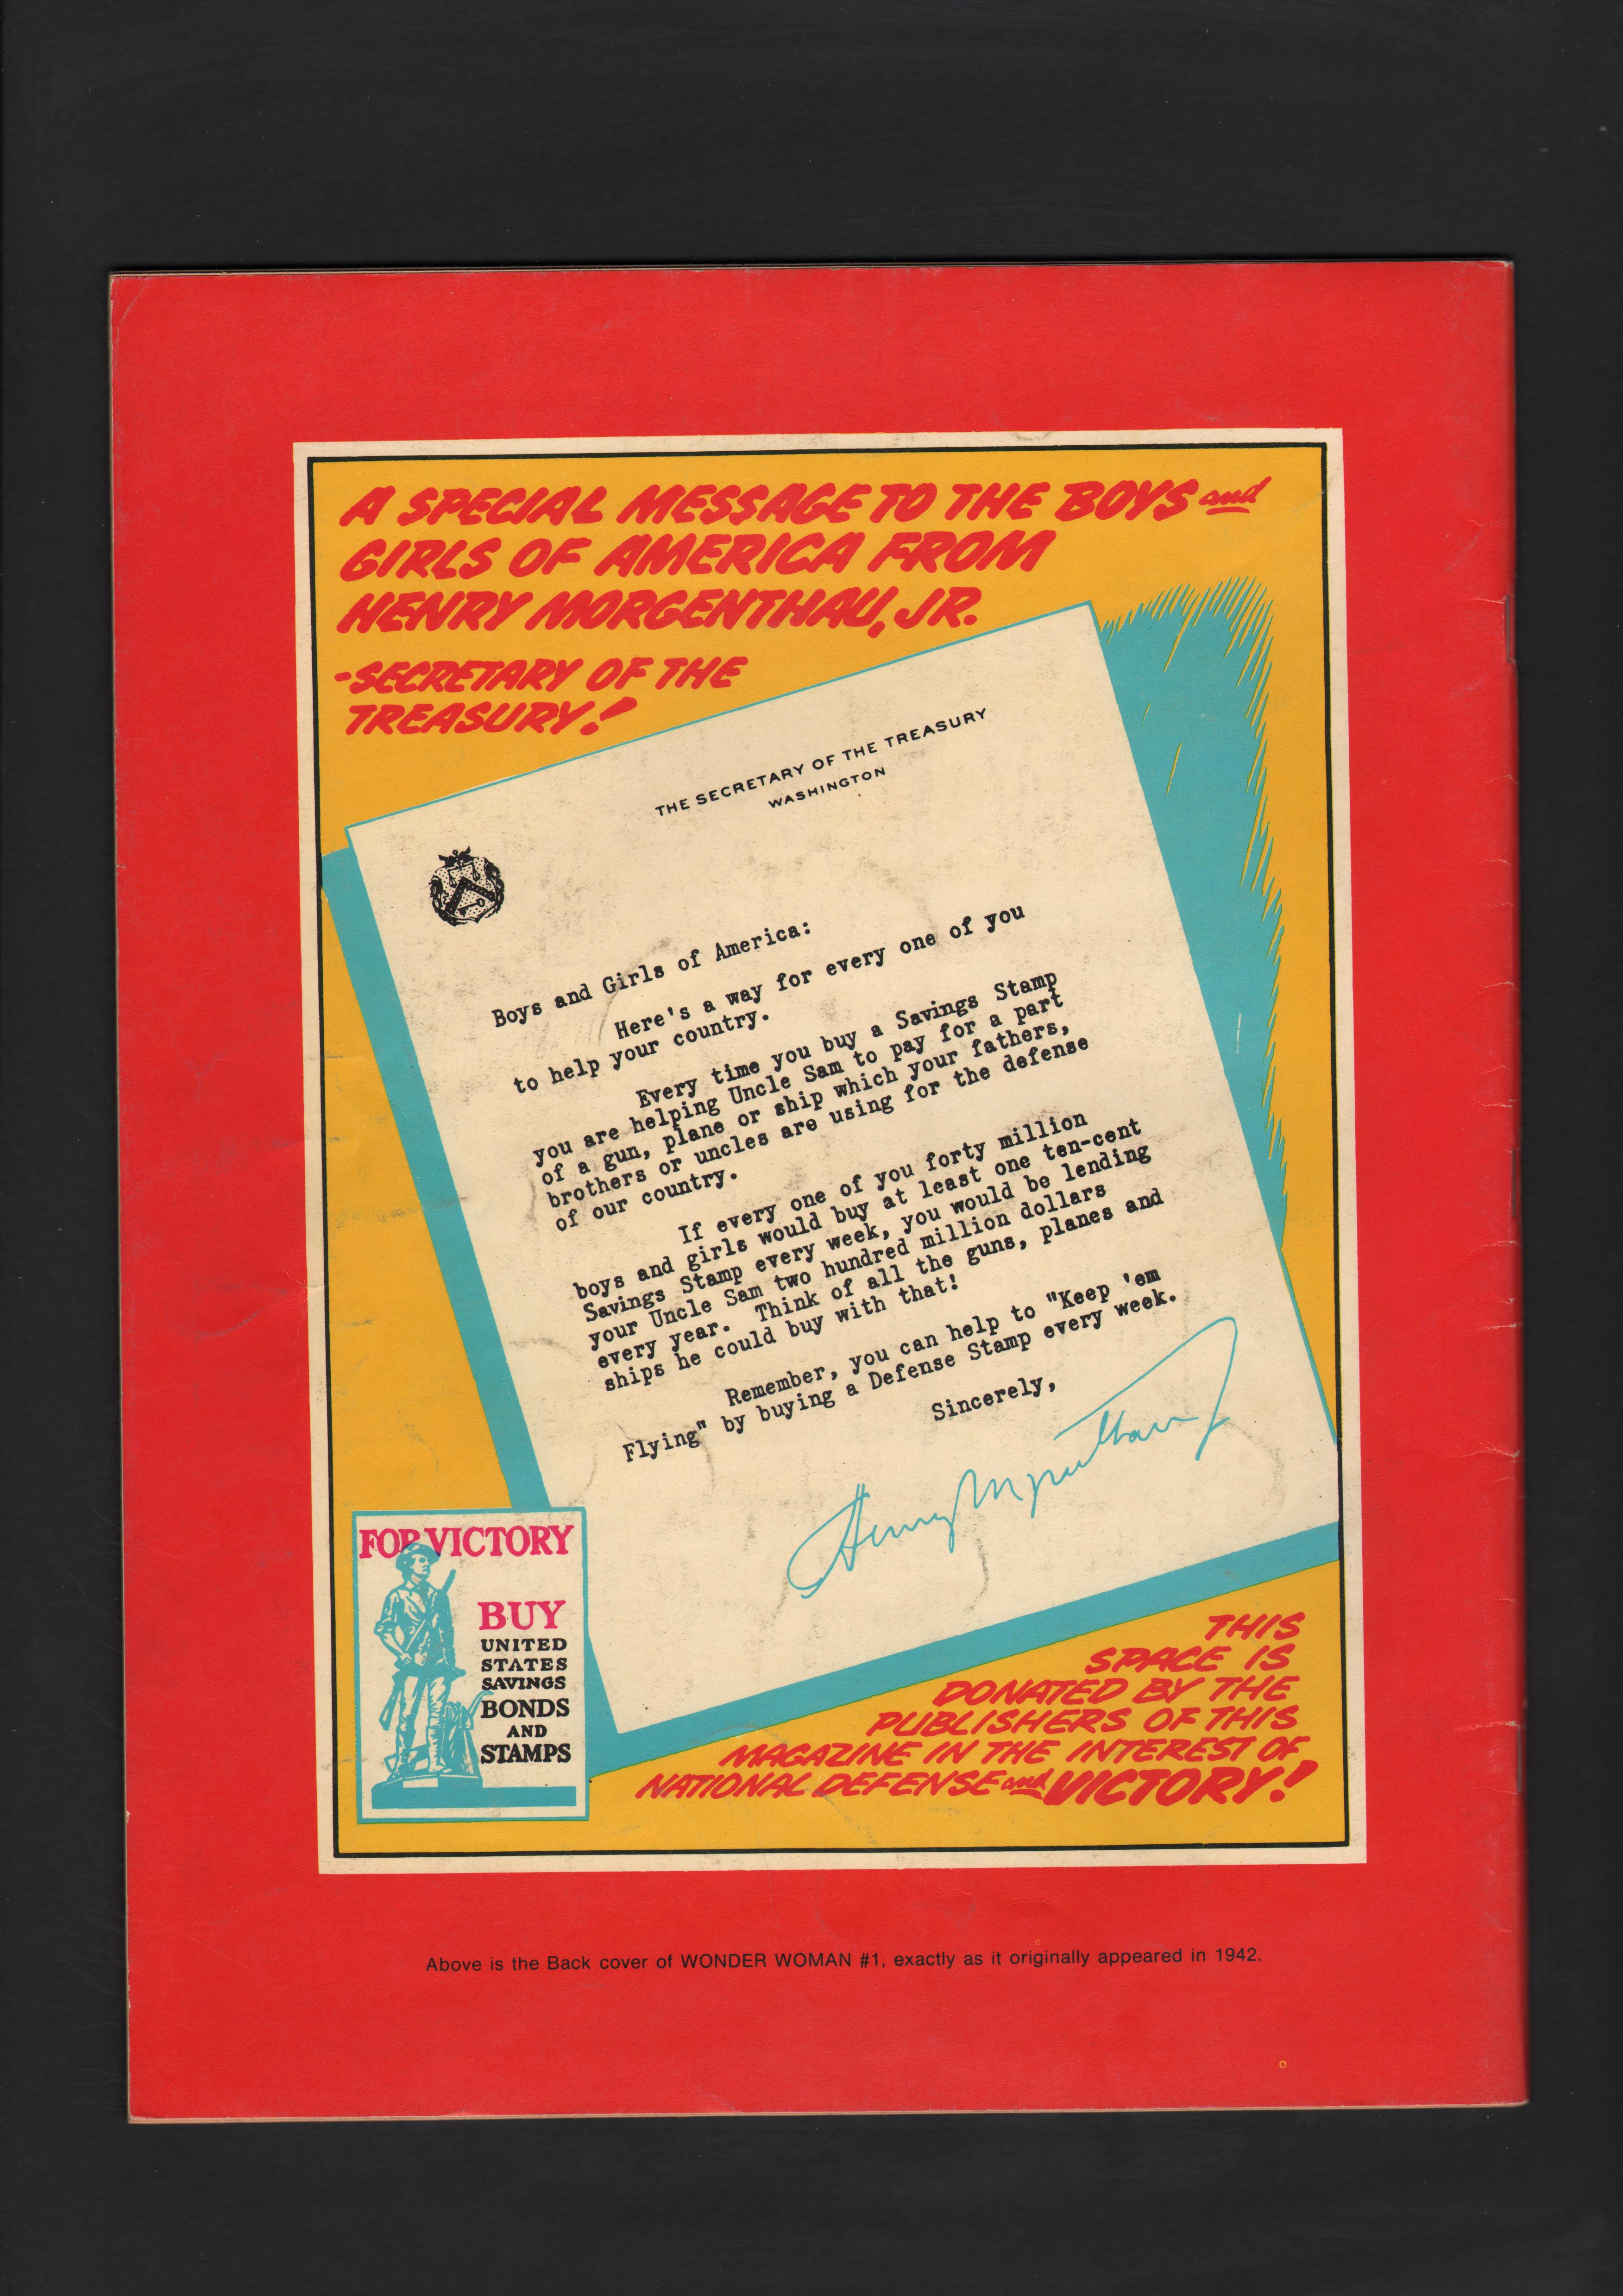 A SPECIAL MESSAGE TO THE BOYS and
GIRLS OF AMERICA FROM
HENRY MORGENTHAU, JR.
-SECRETARY OF THE
TREASURY!
THE SECRETARY OF THE TREASURY
WASHINGTON
Boys and Girls of America:
Here's a way for every one of you
to help your country.
Every time you buy a Savings Stamp
you are helping Uncle Sam to pay for a part
of a gun, plane or ship which your fathers,
brothers or uncles are using for the defense
of our country.
If every one of you forty million
boys and girls would buy at least one ten-cent
Savings Stamp every week, you would be lending
your Uncle Sam two hundred million dollars
every year. Think of all the guns, planes and
ships he could buy with that!
Remember, you can help to "Keep 'em
Flying" by buying a Defense Stamp every week.
Sincerely,
Henry Morgenthau Jr
FOR VICTORY
BUY
UNITED
STATES
SAVINGS
BONDS
AND
STAMPS
THIS
SPACE IS
DONATED BY THE
PUBLISHERS OF THIS
MAGAZINE IN THE INTEREST OF
NATIONAL DEFENSE and VICTORY!
Above is the Back cover of WONDER WOMAN #1, exactly as it originally appeared in 1942.